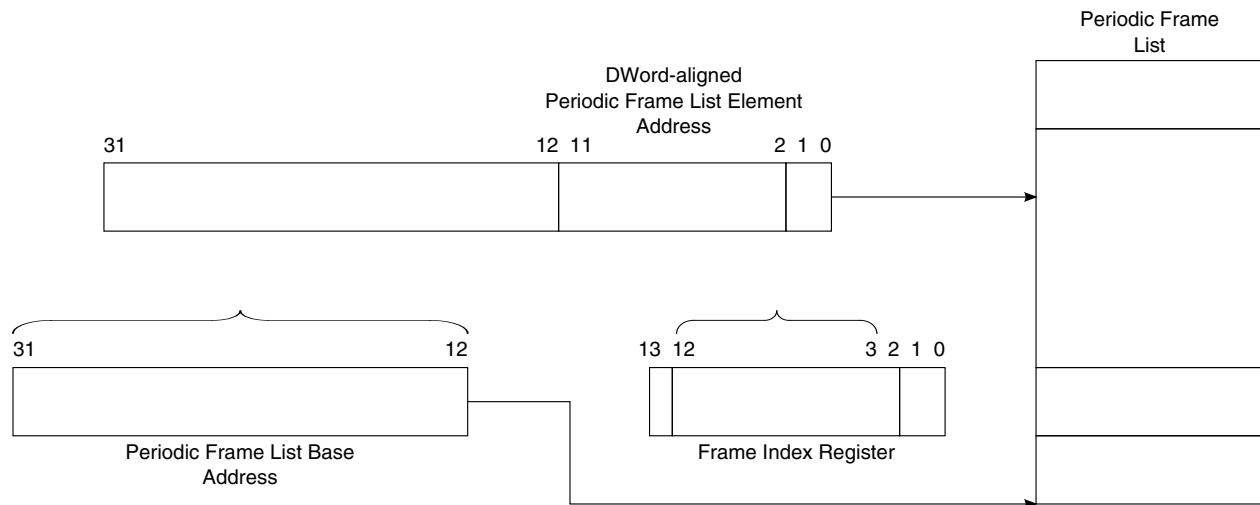 Periodic Frame
List
DWord-aligned
Periodic Frame List Element
Address
31 12 11 2 1 0
31 12
13 12 3 2 1 0
Periodic Frame List Base
Address
Frame Index Register